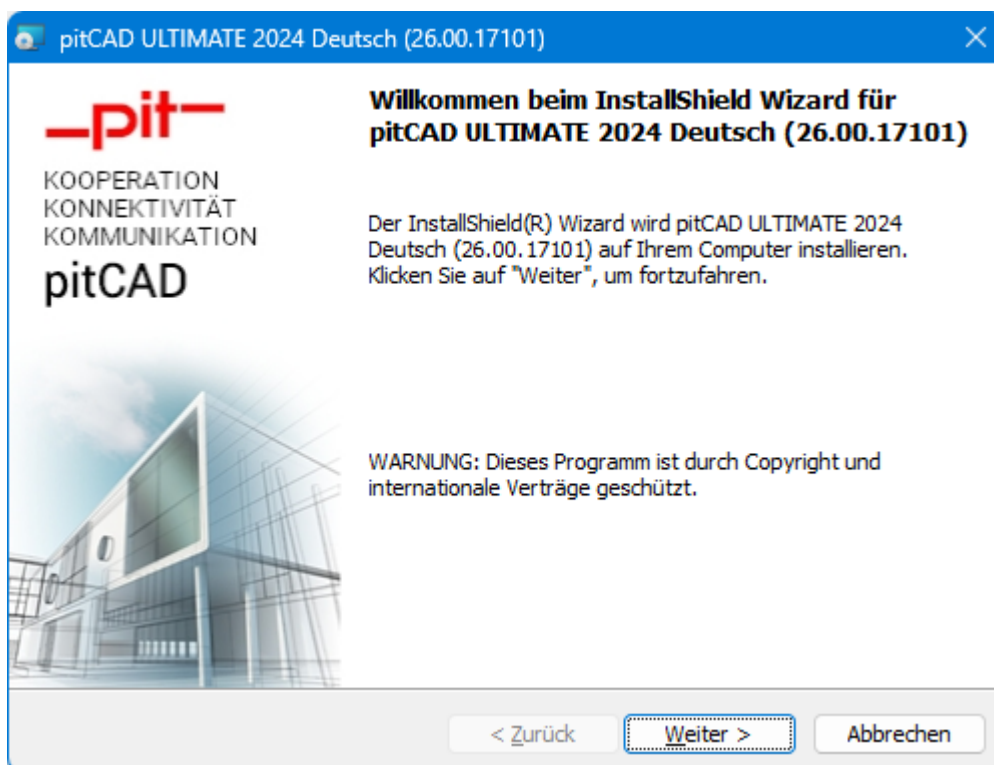 pitCAD ULTIMATE 2024 Deutsch (26.00.17101)
pit
KOOPERATION
KONNEKTIVITÄT
KOMMUNIKATION
pitCAD
Willkommen beim InstallShield Wizard für
pitCAD ULTIMATE 2024 Deutsch (26.00.17101)
Der InstallShield(R) Wizard wird pitCAD ULTIMATE 2024
Deutsch (26.00.17101) auf Ihrem Computer installieren.
Klicken Sie auf "Weiter", um fortzufahren.
WARNUNG: Dieses Programm ist durch Copyright und
internationale Verträge geschützt.
< Zurück
Weiter >
Abbrechen